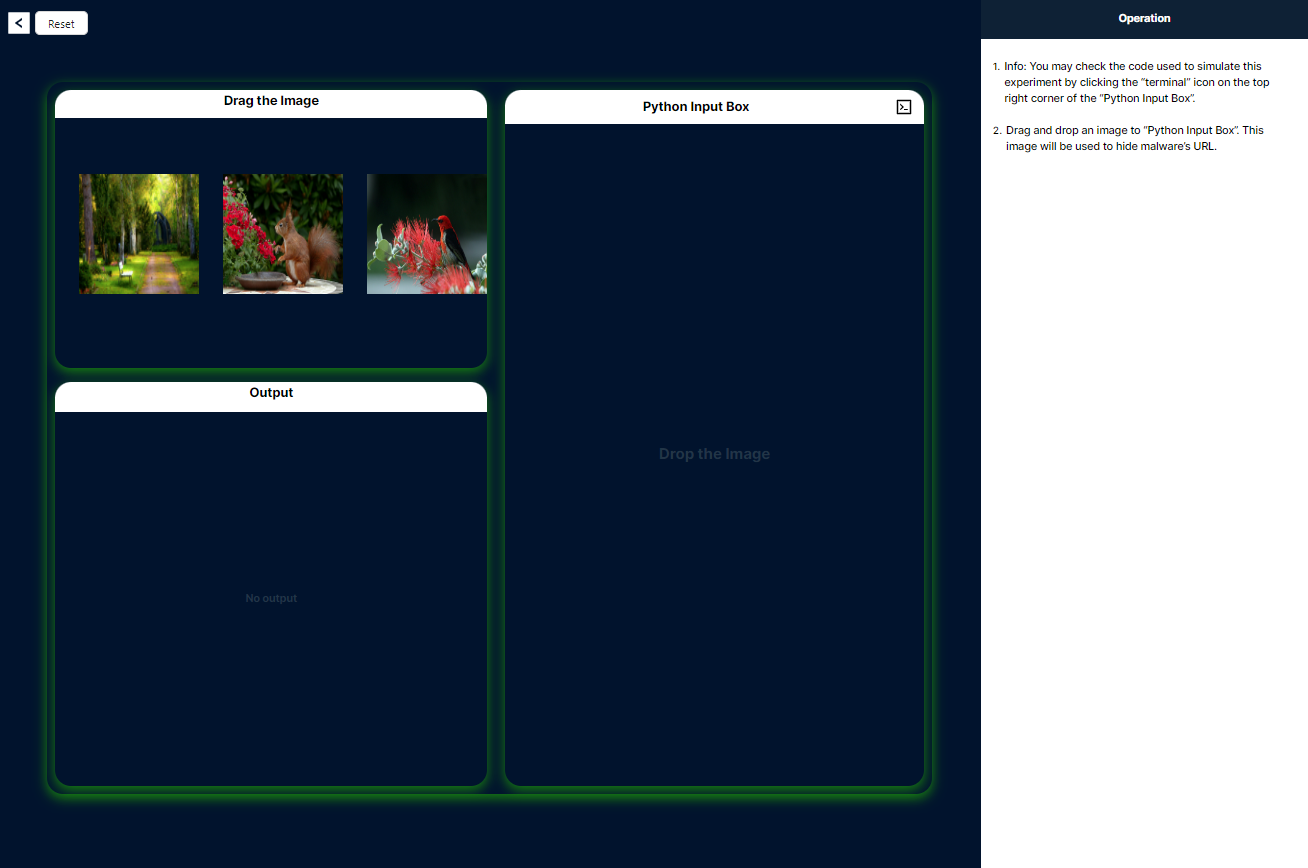 Reset
Operation
1. Info: You may check the code used to simulate this
experiment by clicking the “terminal” icon on the top
right corner of the “Python Input Box”.
2. Drag and drop an image to “Python Input Box”. This
image will be used to hide malware’s URL.
Drag the Image
Python Input Box
Drop the Image
Output
No output